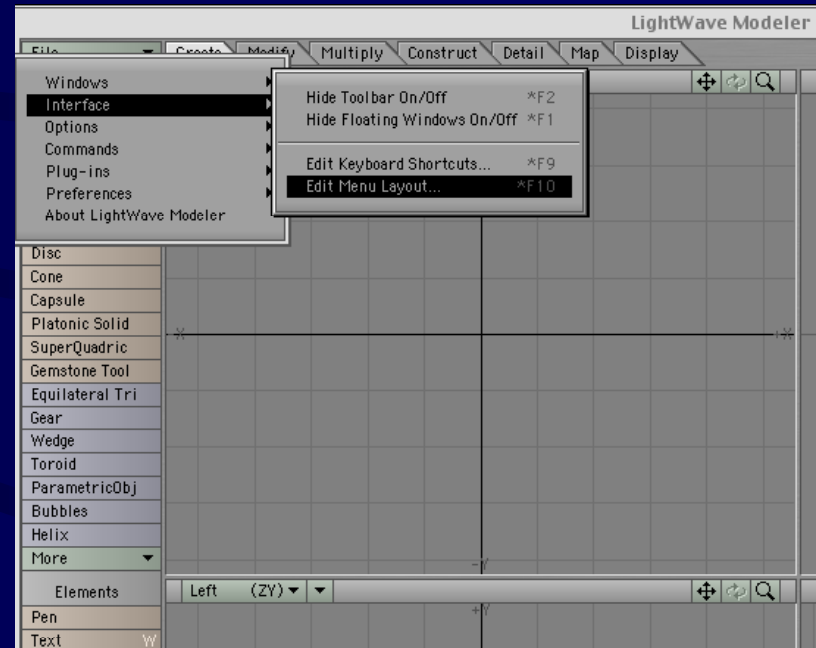 LightWave Modeler
File Create Modify Multiply Construct Detail Map Display
Windows
Interface
Options
Commands
Plug-ins
Preferences
About LightWave Modeler
Hide Toolbar On/Off *F2
Hide Floating Windows On/Off *F1
Edit Keyboard Shortcuts... *F9
Edit Menu Layout... *F10
Disc
Cone
Capsule
Platonic Solid
SuperQuadric
Gemstone Tool
Equilateral Tri
Gear
Wedge
Toroid
ParametricObj
Bubbles
Helix
More
Elements
Pen
Text W
-X
+X
-Y
Left (ZY)
+Y